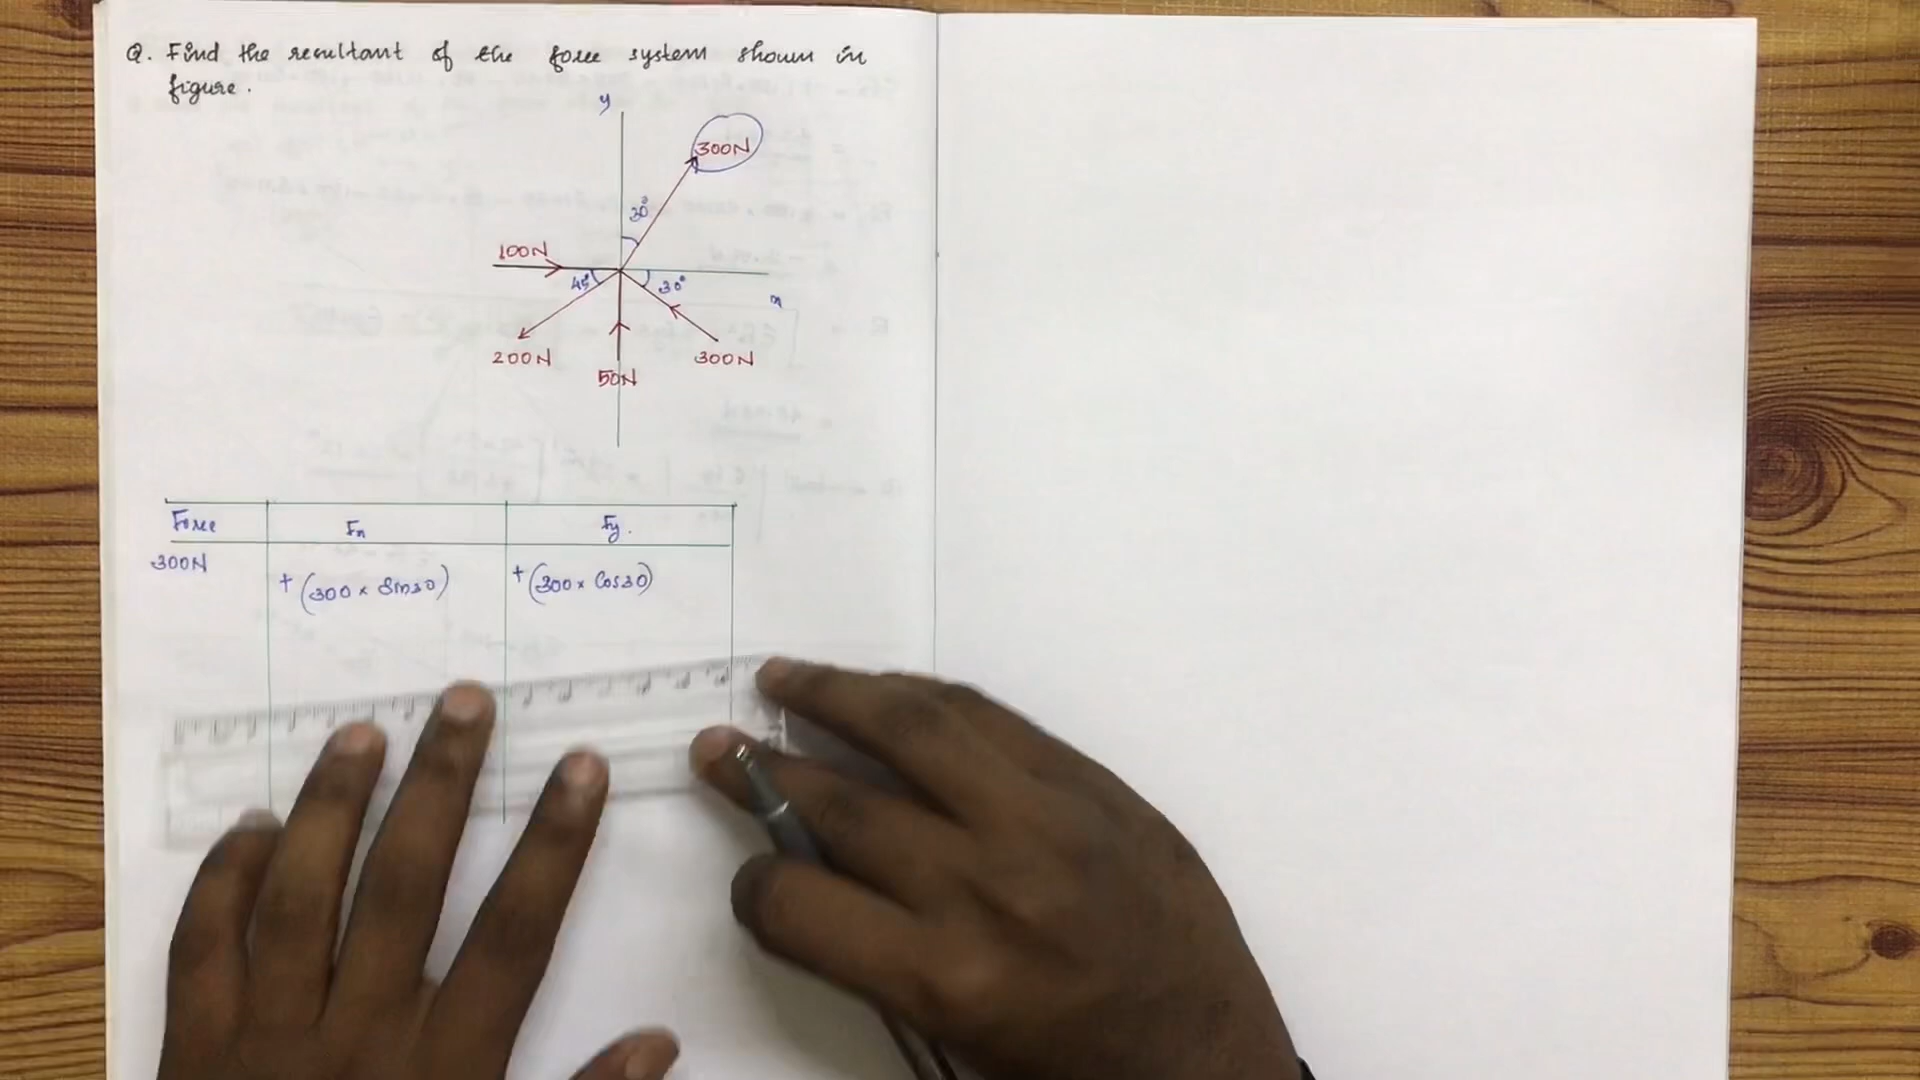 Q. Find the resultant of the force system shown in
figure.
y
300N
30°
100N
45°
30°
x
200N
300N
50N
Force Fx Fy.
300N +(300 × Sin30) +(300 × Cos30)